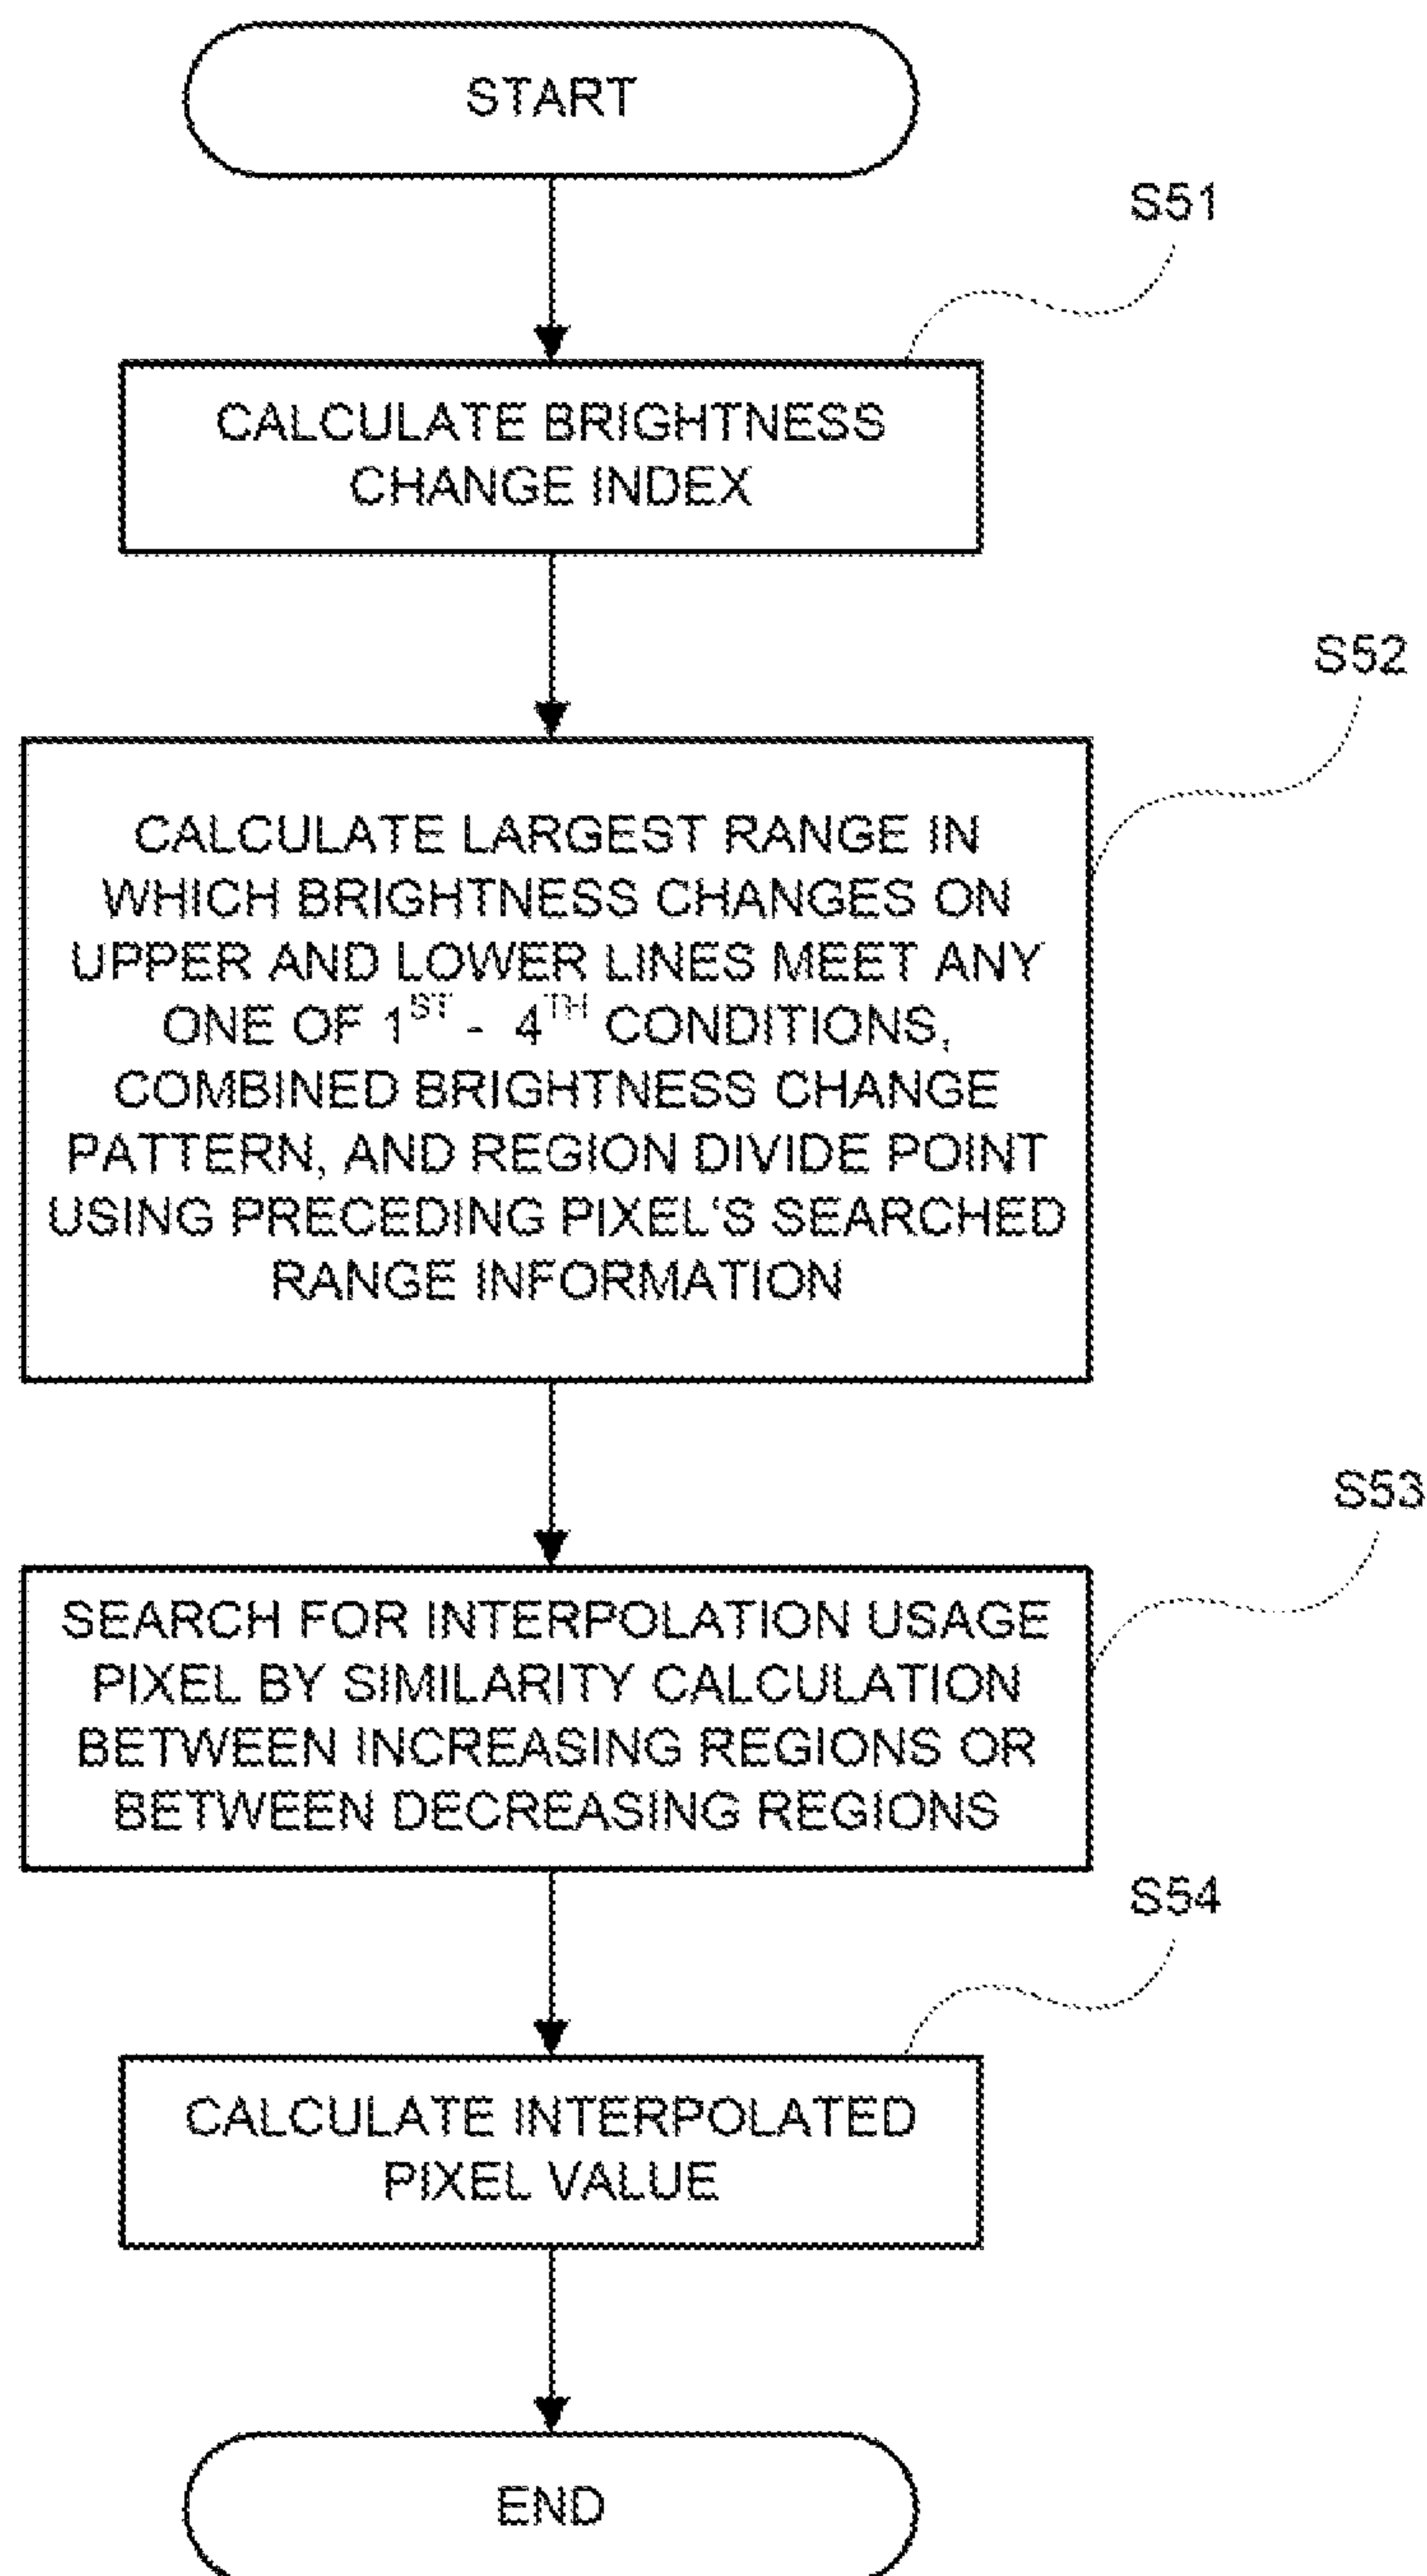 START
S51
CALCULATE BRIGHTNESS
CHANGE INDEX
S52
CALCULATE LARGEST RANGE IN
WHICH BRIGHTNESS CHANGES ON
UPPER AND LOWER LINES MEET ANY
ONE OF 1ST - 4TH CONDITIONS,
COMBINED BRIGHTNESS CHANGE
PATTERN, AND REGION DIVIDE POINT
USING PRECEDING PIXEL'S SEARCHED
RANGE INFORMATION
S53
SEARCH FOR INTERPOLATION USAGE
PIXEL BY SIMILARITY CALCULATION
BETWEEN INCREASING REGIONS OR
BETWEEN DECREASING REGIONS
S54
CALCULATE INTERPOLATED
PIXEL VALUE
END